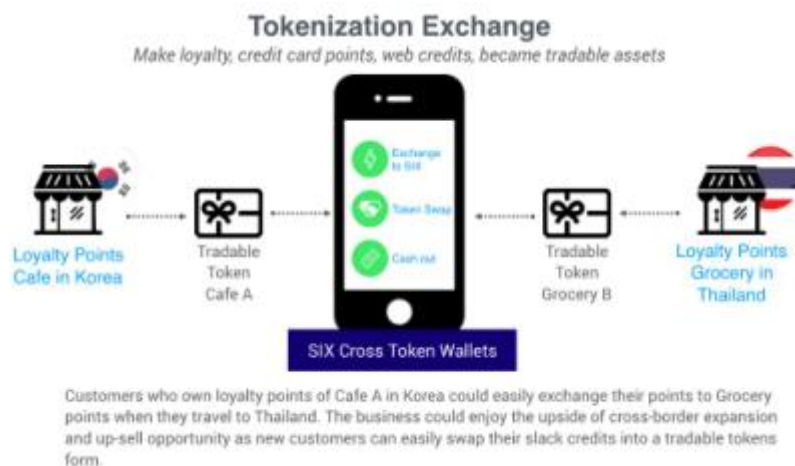 Tokenization Exchange
Make loyalty, credit card points, web credits, became tradable assets
Exchange
to SIX
Token Swap
Cash out
Loyalty Points
Cafe in Korea
Tradable
Token
Cafe A
Tradable
Token
Grocery B
Loyalty Points
Grocery in
Thailand
SIX Cross Token Wallets
Customers who own loyalty points of Cafe A in Korea could easily exchange their points to Grocery
points when they travel to Thailand. The business could enjoy the upside of cross-border expansion
and up-sell opportunity as new customers can easily swap their slack credits into a tradable tokens
form.